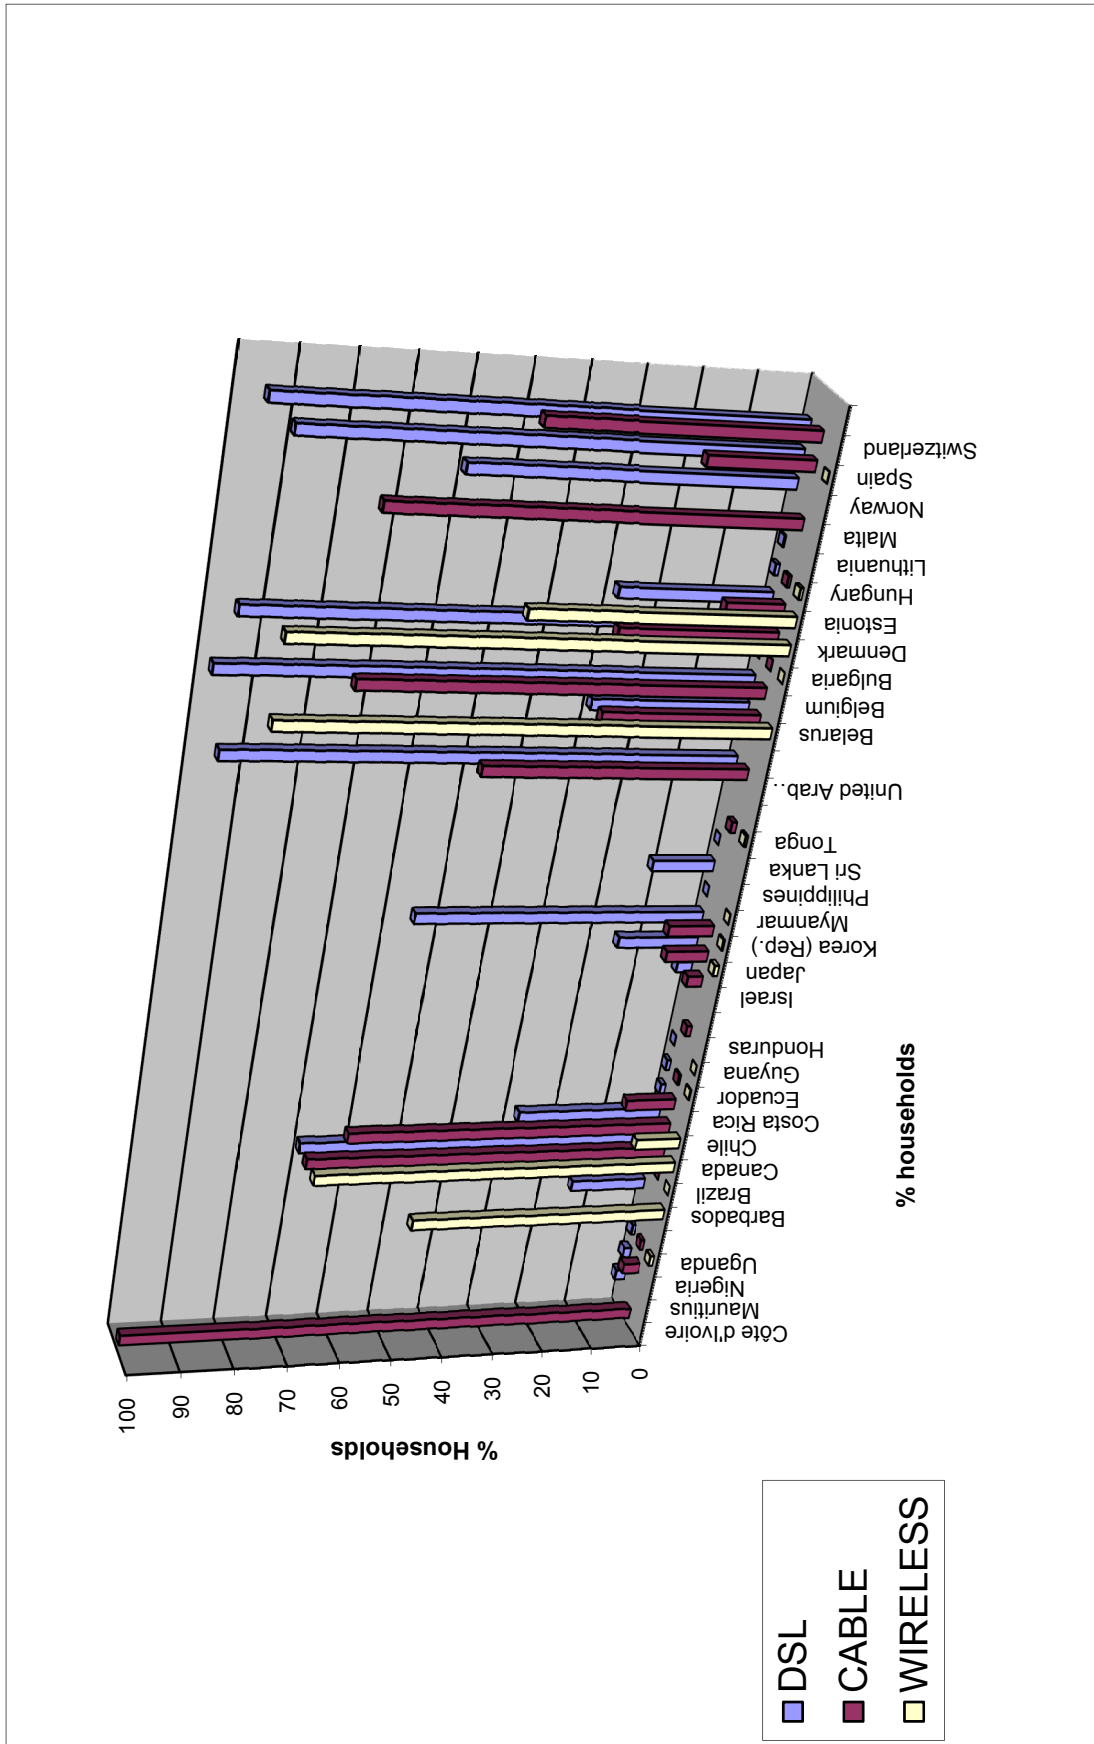 % Households
100
90
80
70
60
50
40
30
20
10
0
Côte d'Ivoire
Mauritius
Nigeria
Uganda
Barbados
Brazil
Canada
Chile
Costa Rica
Ecuador
Guyana
Honduras
Israel
Japan
Korea (Rep.)
Myanmar
Philippines
Sri Lanka
Tonga
United Arab..
Belarus
Belgium
Bulgaria
Denmark
Estonia
Hungary
Lithuania
Malta
Norway
Spain
Switzerland
% households
DSL
CABLE
WIRELESS